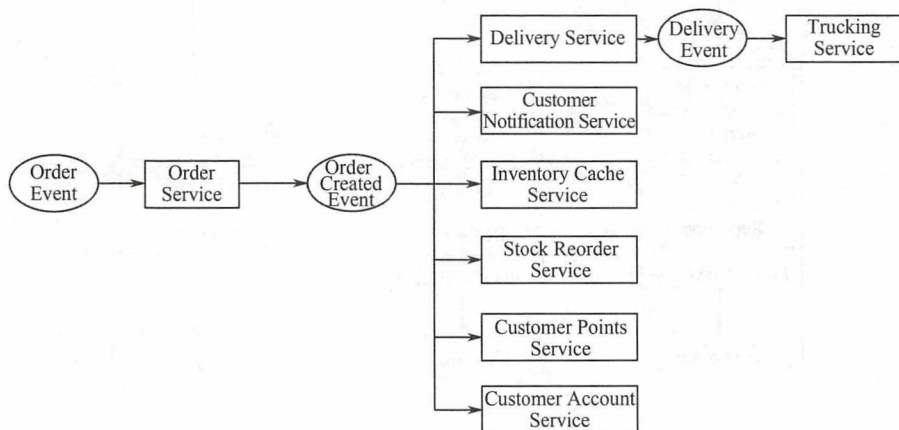 Delivery Service
Delivery
Event
Trucking
Service
Customer
Notification Service
Order
Event
Order
Service
Order
Created
Event
Inventory Cache
Service
Stock Reorder
Service
Customer Points
Service
Customer Account
Service